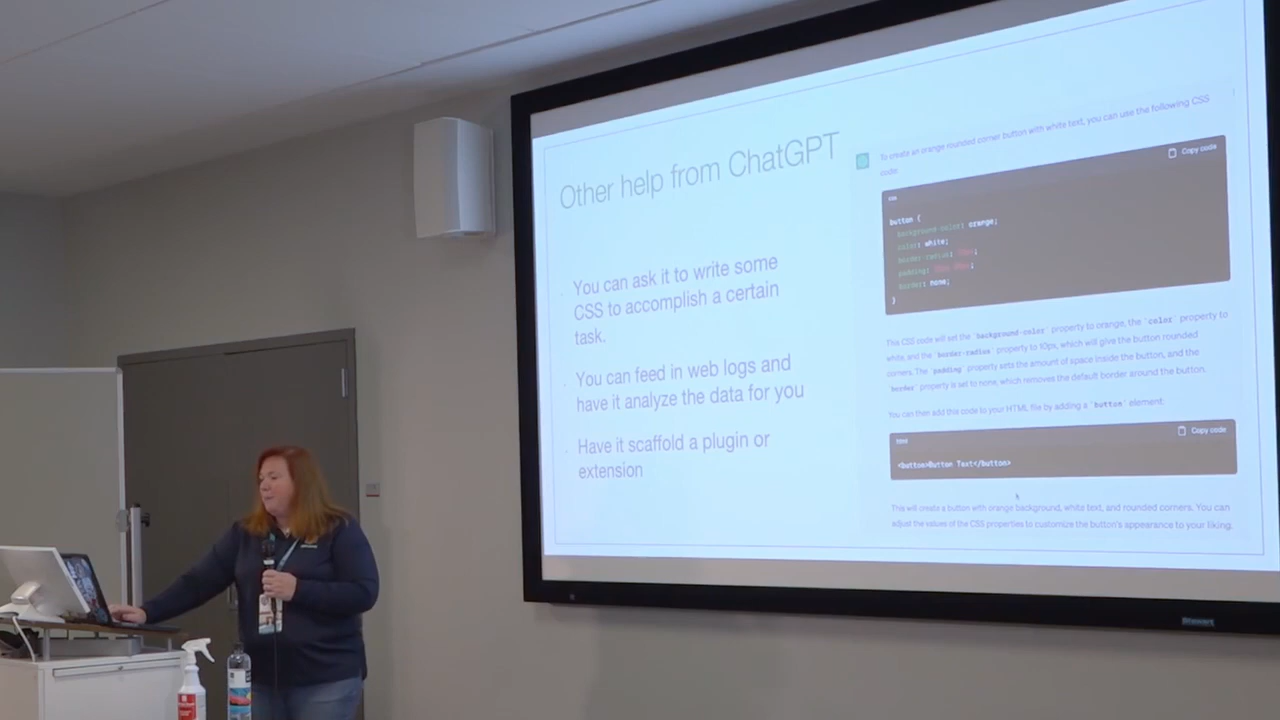 Other help from ChatGPT
You can ask it to write some
CSS to accomplish a certain
task.
You can feed in web logs and
have it analyze the data for you
Have it scaffold a plugin or
extension
To create an orange rounded corner button with white text, you can use the following CSS
code:
css
Copy code
button {
background-color: orange;
color: white;
border-radius:
padding:
border: none;
}
This CSS code will set the `background-color` property to orange, the `color` property to
white, and the `border-radius` property to 10px, which will give the button rounded
corners. The `padding` property sets the amount of space inside the button, and the
`border` property is set to none, which removes the default border around the button.
You can then add this code to your HTML file by adding a `button` element:
html
Copy code
<button>Button Text</button>
This will create a button with orange background, white text, and rounded corners. You can
adjust the values of the CSS properties to customize the button's appearance to your liking.
Stewart